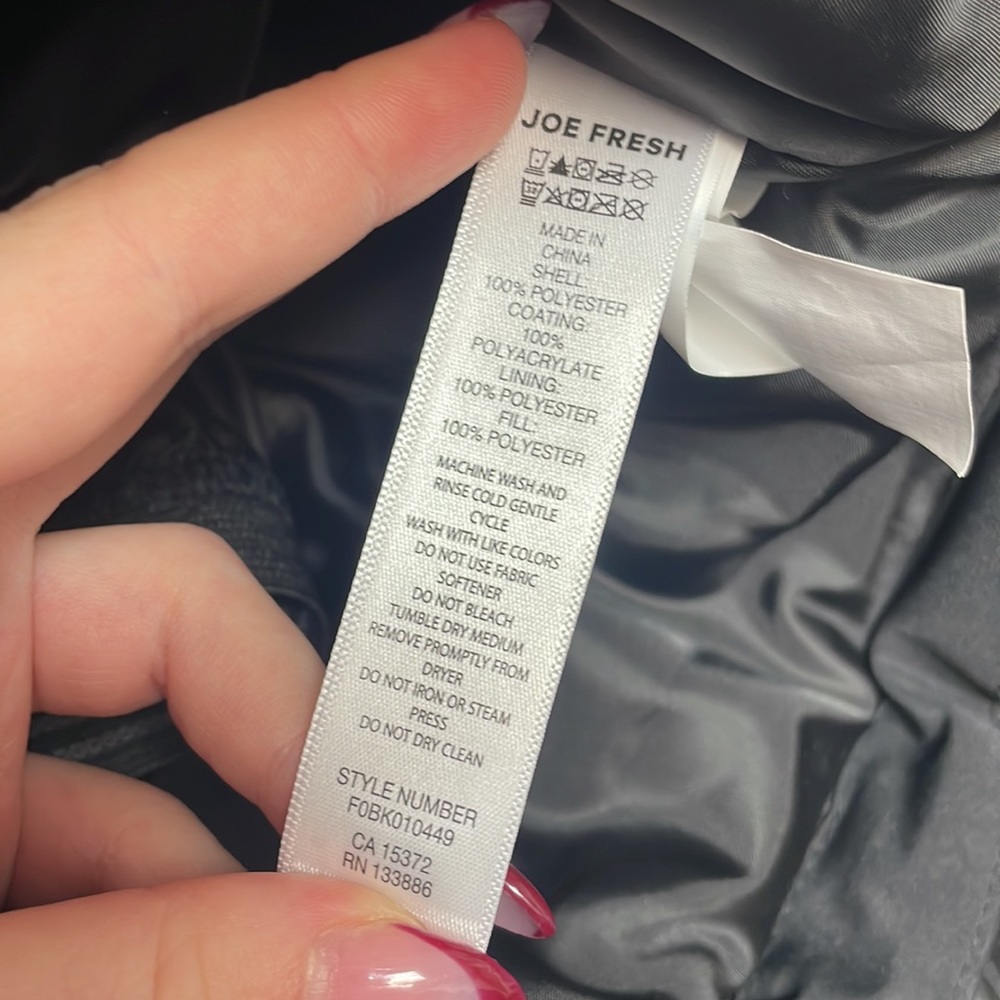 JOE FRESH
MADE IN
CHINA
SHELL:
100% POLYESTER
COATING:
100%
POLYACRYLATE
LINING:
100% POLYESTER
FILL:
100% POLYESTER
MACHINE WASH AND
RINSE COLD GENTLE
CYCLE
WASH WITH LIKE COLORS
DO NOT USE FABRIC
SOFTENER
DO NOT BLEACH
TUMBLE DRY MEDIUM
REMOVE PROMPTLY FROM
DRYER
DO NOT IRON OR STEAM
PRESS
DO NOT DRY CLEAN
STYLE NUMBER
F0BK010449
CA 15372
RN 133886